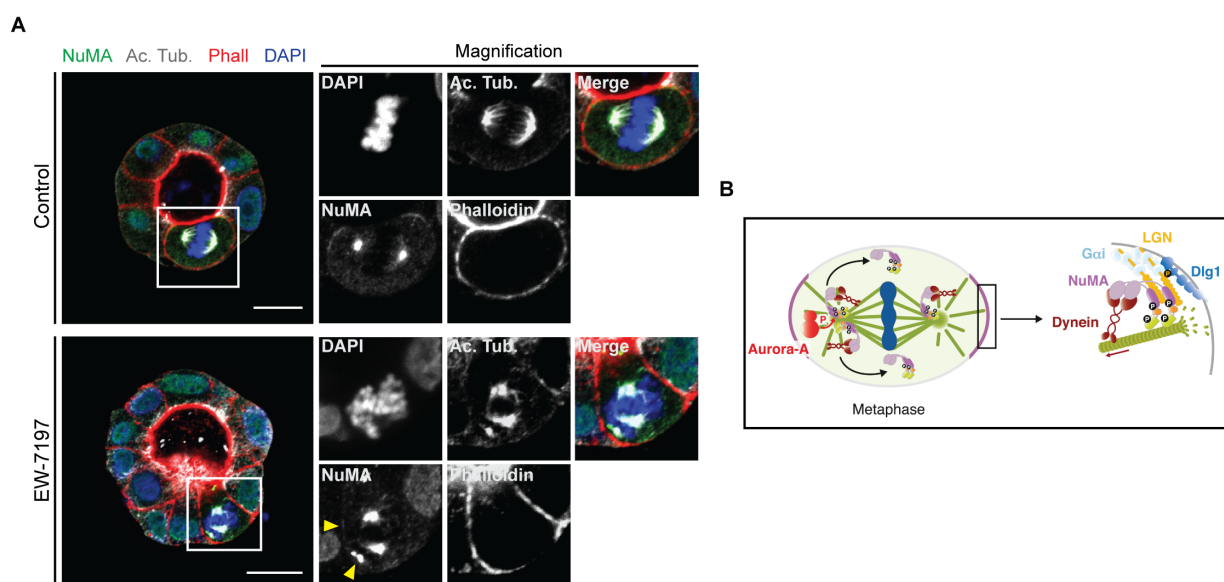 A
NuMA Ac. Tub. Phall DAPI
Magnification
Control
DAPI
Ac. Tub.
Merge
NuMA
Phalloidin
EW-7197
DAPI
Ac. Tub.
Merge
NuMA
Phalloidin
B
P
Aurora-A
Metaphase
LGN
Gαi
Dlg1
NuMA
Dynein
P
P
P
P
P